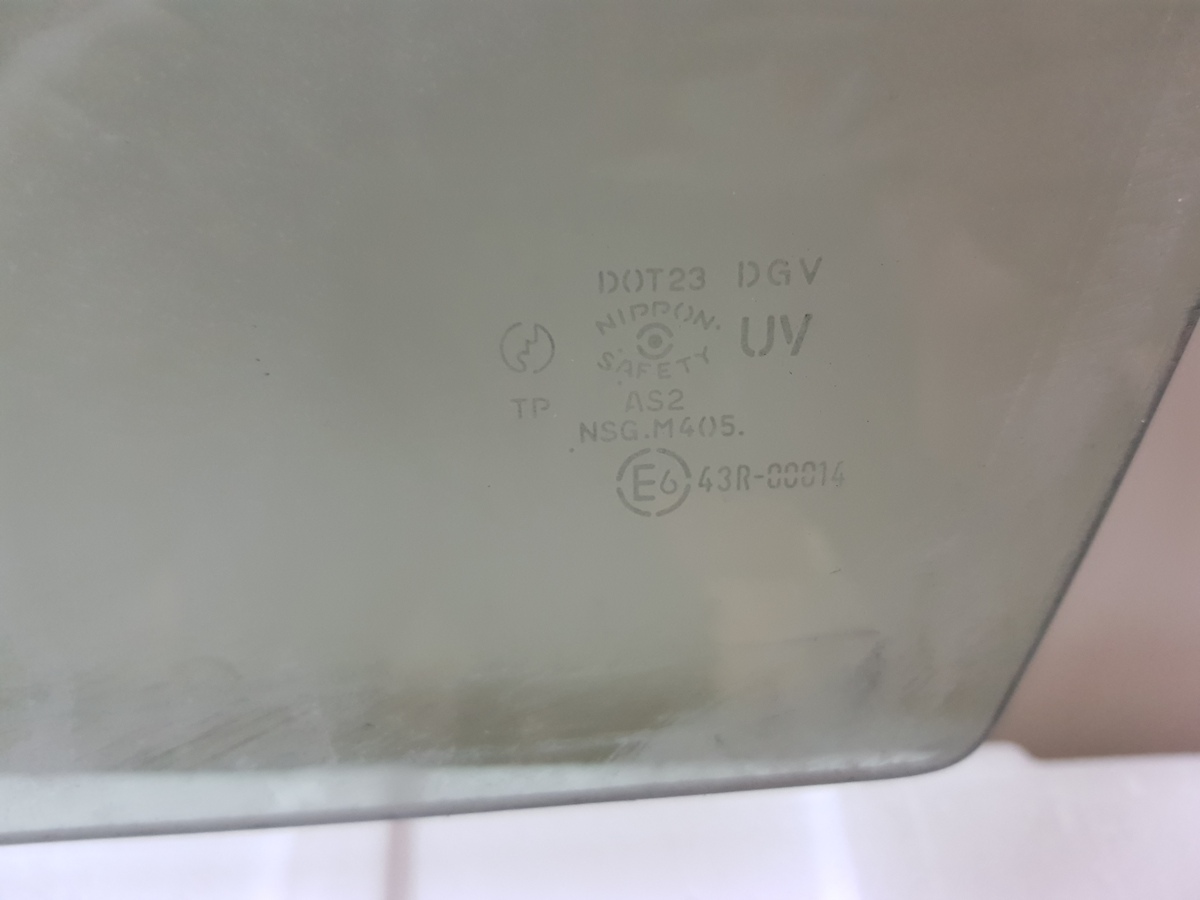 DOT23 DGV
NIPPON.
SAFETY
UV
TP
AS2
NSG.M405.
E6 43R-00014